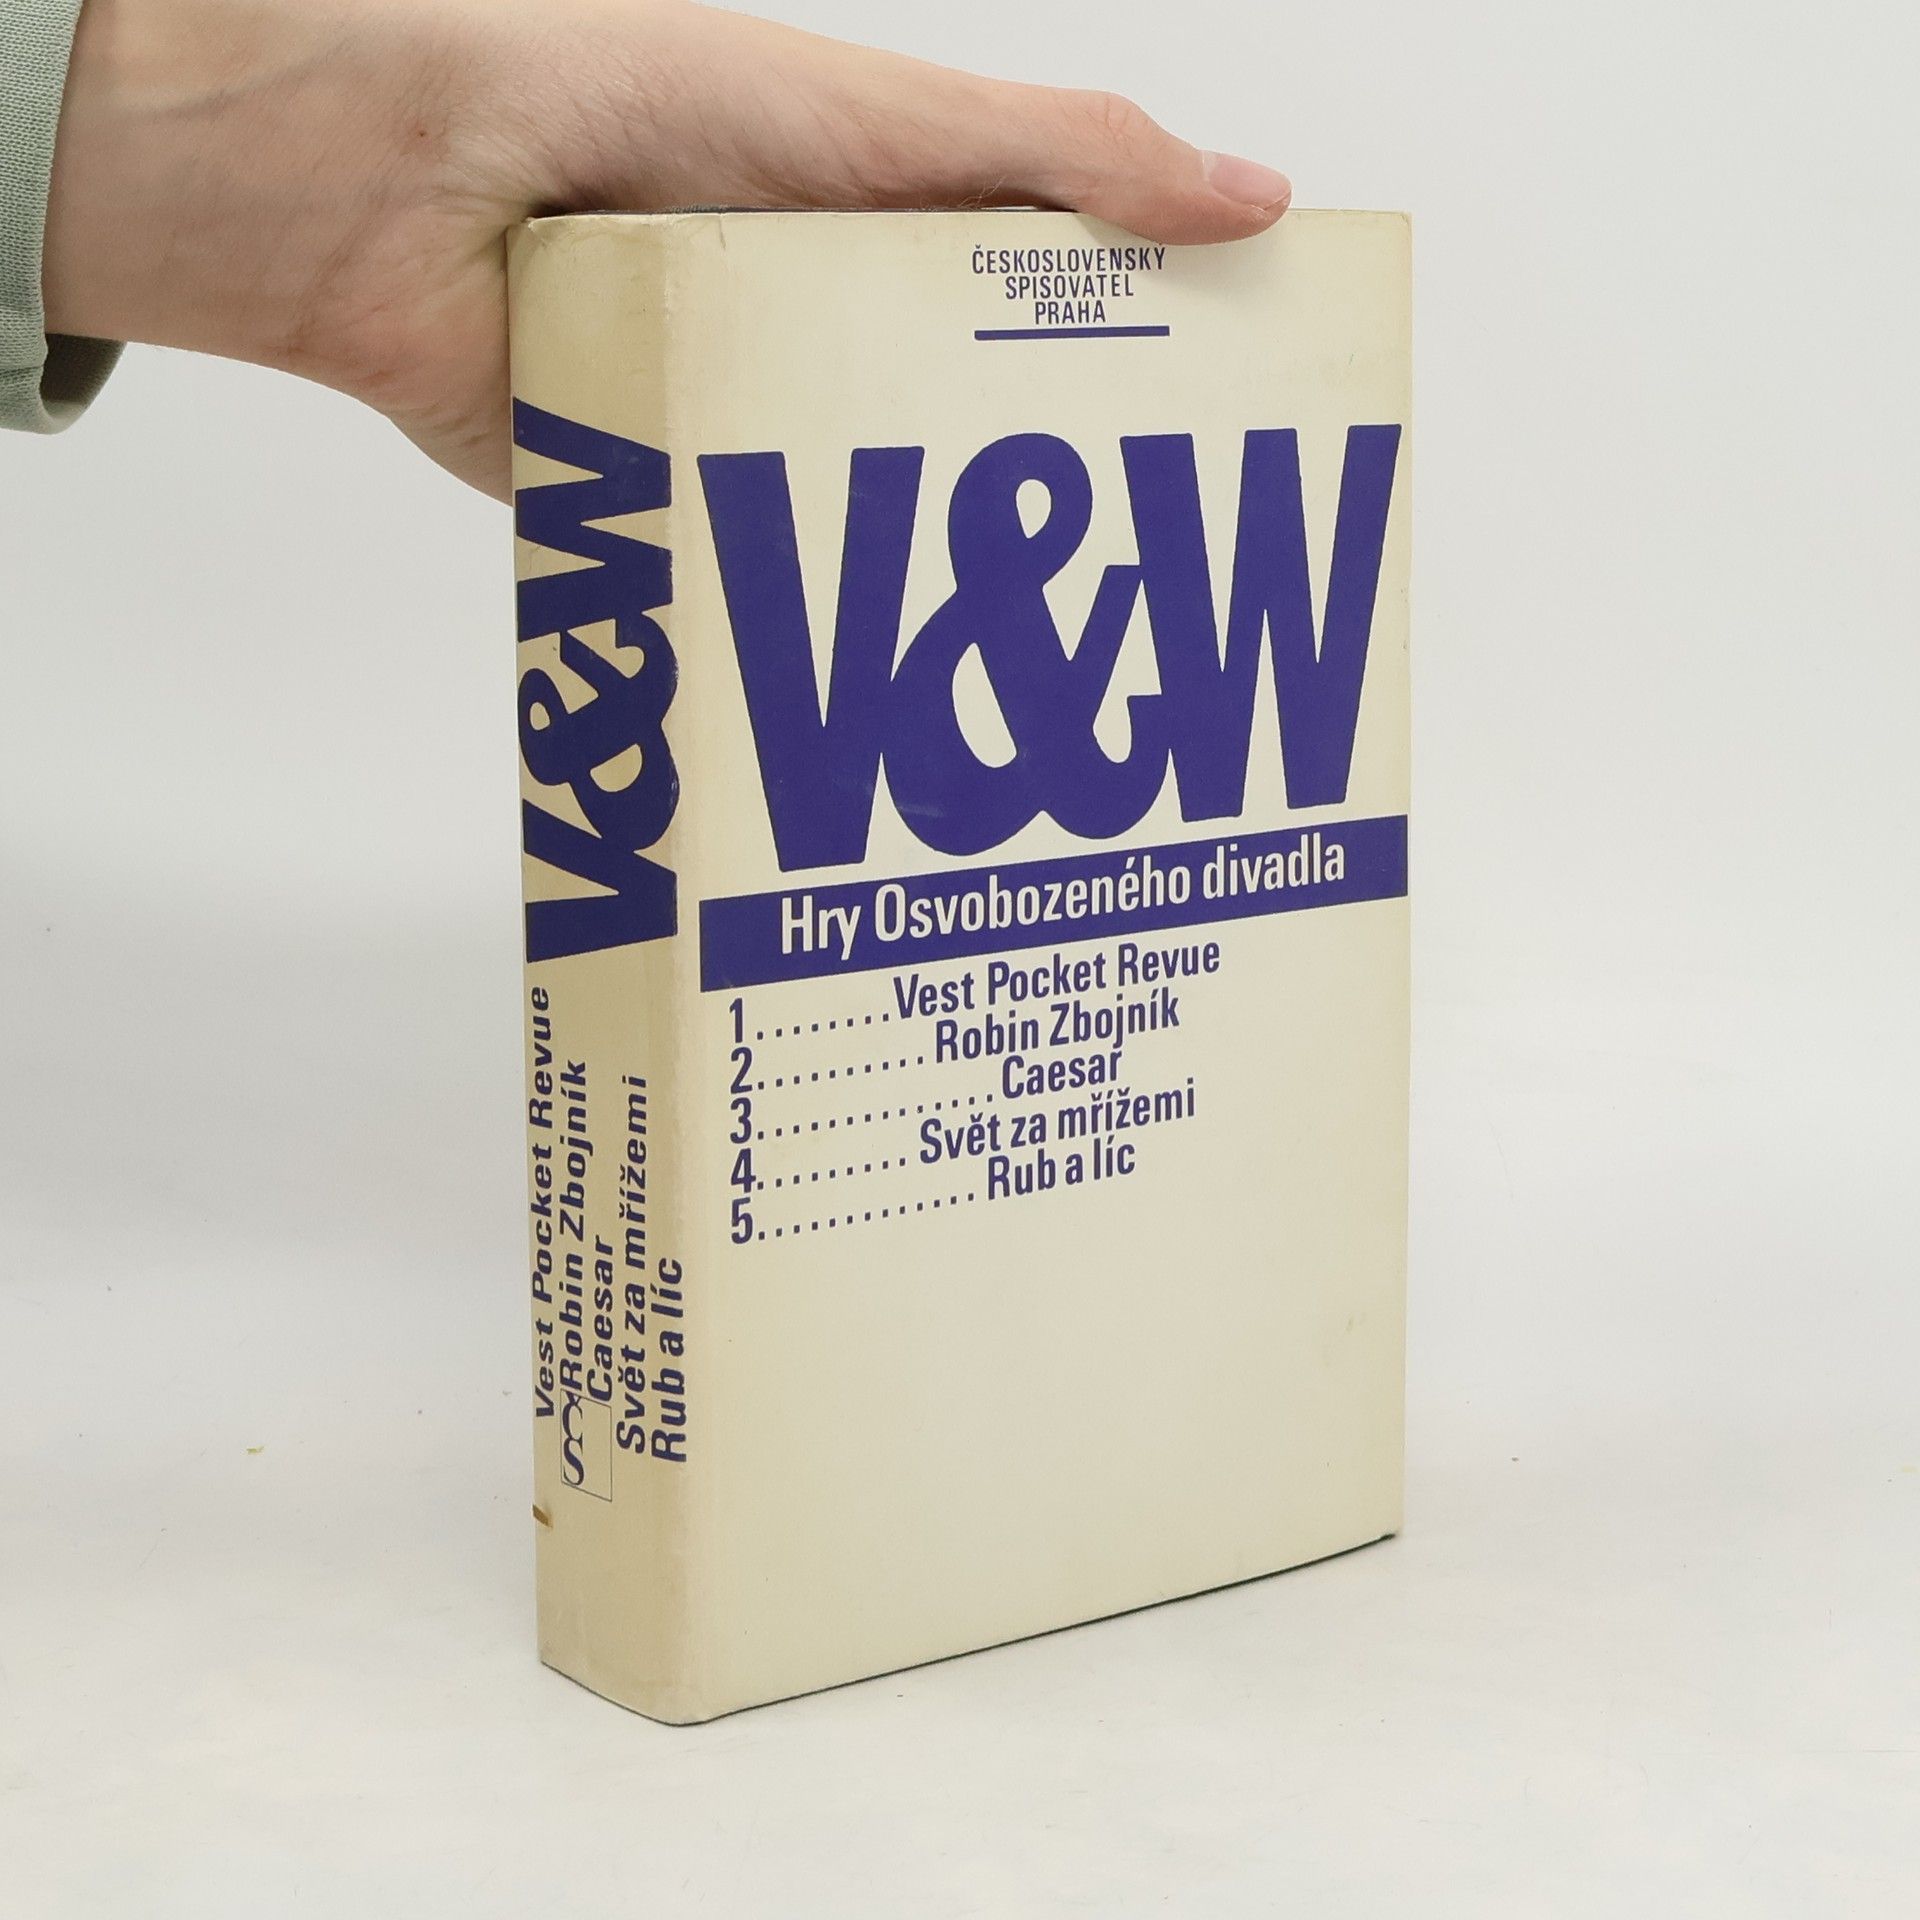 ČESKOSLOVENSKÝ
SPISOVATEL
PRAHA
V&W
Hry Osvobozeného divadla
1........Vest Pocket Revue
2..........Robin Zbojník
3..............Caesar
4.........Svět za mřížemi
5.............Rub a líc
V&W
Vest Pocket Revue
Robin Zbojník
Caesar
Svět za mřížemi
Rub a líc